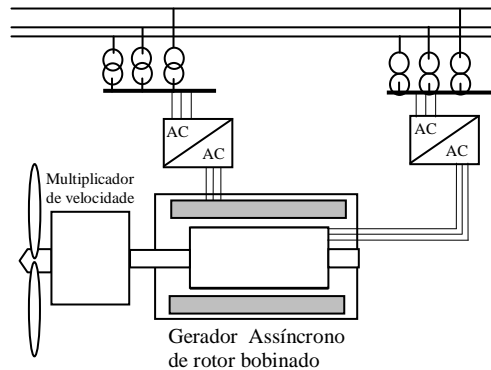 AC
AC
AC
AC
Multiplicador
de velocidade
Gerador Assíncrono
de rotor bobinado